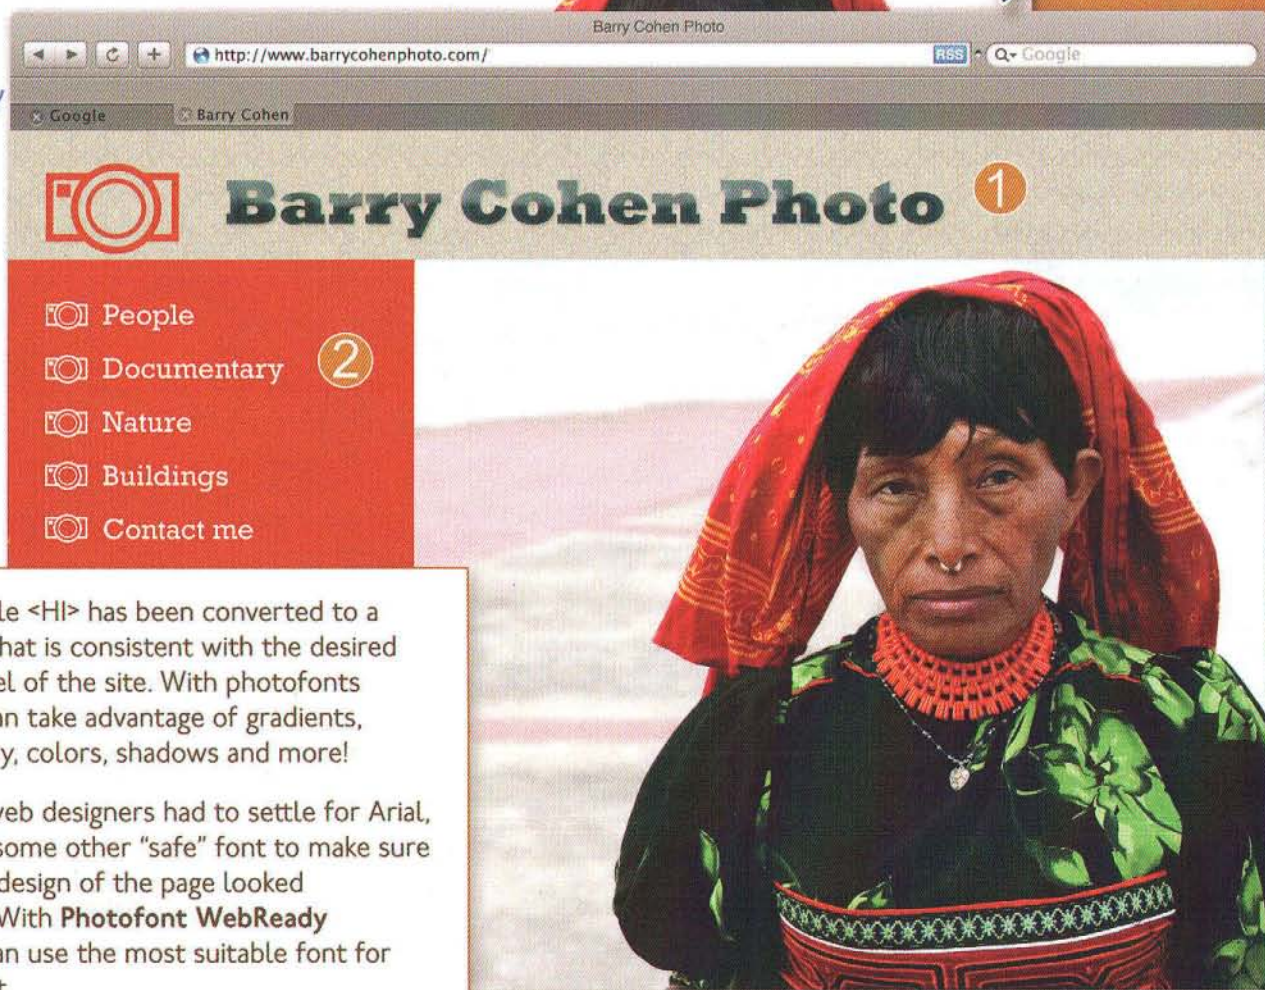 Barry Cohen Photo
http://www.barrycohenphoto.com/
RSS
Google
Google
Barry Cohen
Barry Cohen Photo
1
People
Documentary
2
Nature
Buildings
Contact me
le <HI> has been converted to a
hat is consistent with the desired
el of the site. With photofonts
an take advantage of gradients,
y, colors, shadows and more!
web designers had to settle for Arial,
some other “safe” font to make sure
design of the page looked
With Photofont WebReady
an use the most suitable font for